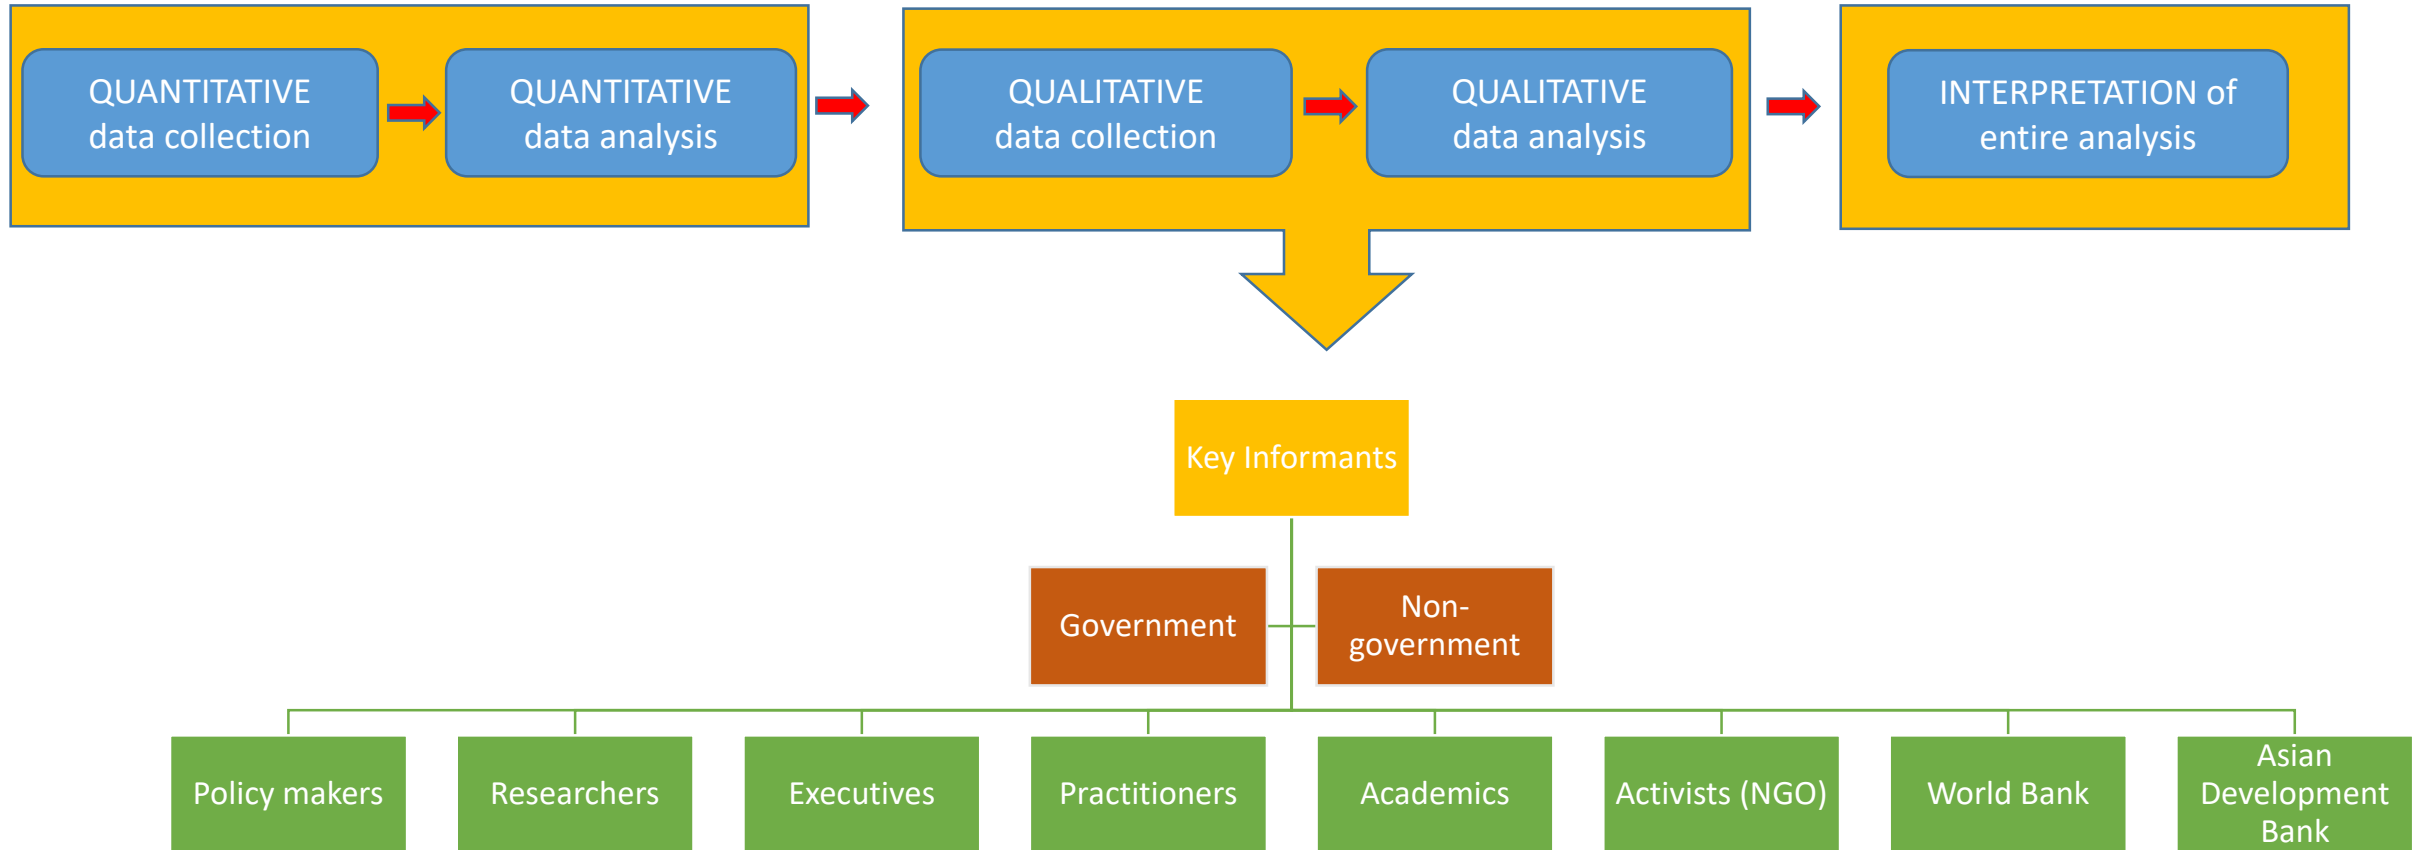 QUANTITATIVE
data collection
QUANTITATIVE
data analysis
QUALITATIVE
data collection
QUALITATIVE
data analysis
INTERPRETATION of
entire analysis
Key Informants
Government
Non-
government
Policy makers
Researchers
Executives
Practitioners
Academics
Activists (NGO)
World Bank
Asian
Development
Bank